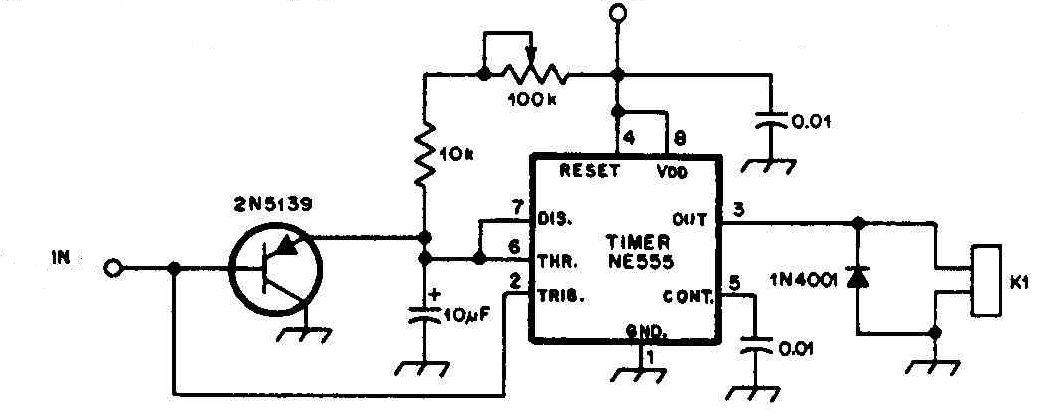 100k
0.01
4 8
10k
RESET VDD
2N5139
7 DIS. OUT 3
TIMER
NE555
IN
6 THR.
1N4001
K1
2 TRIG. CONT. 5
+
10µF
GND.
1
0.01